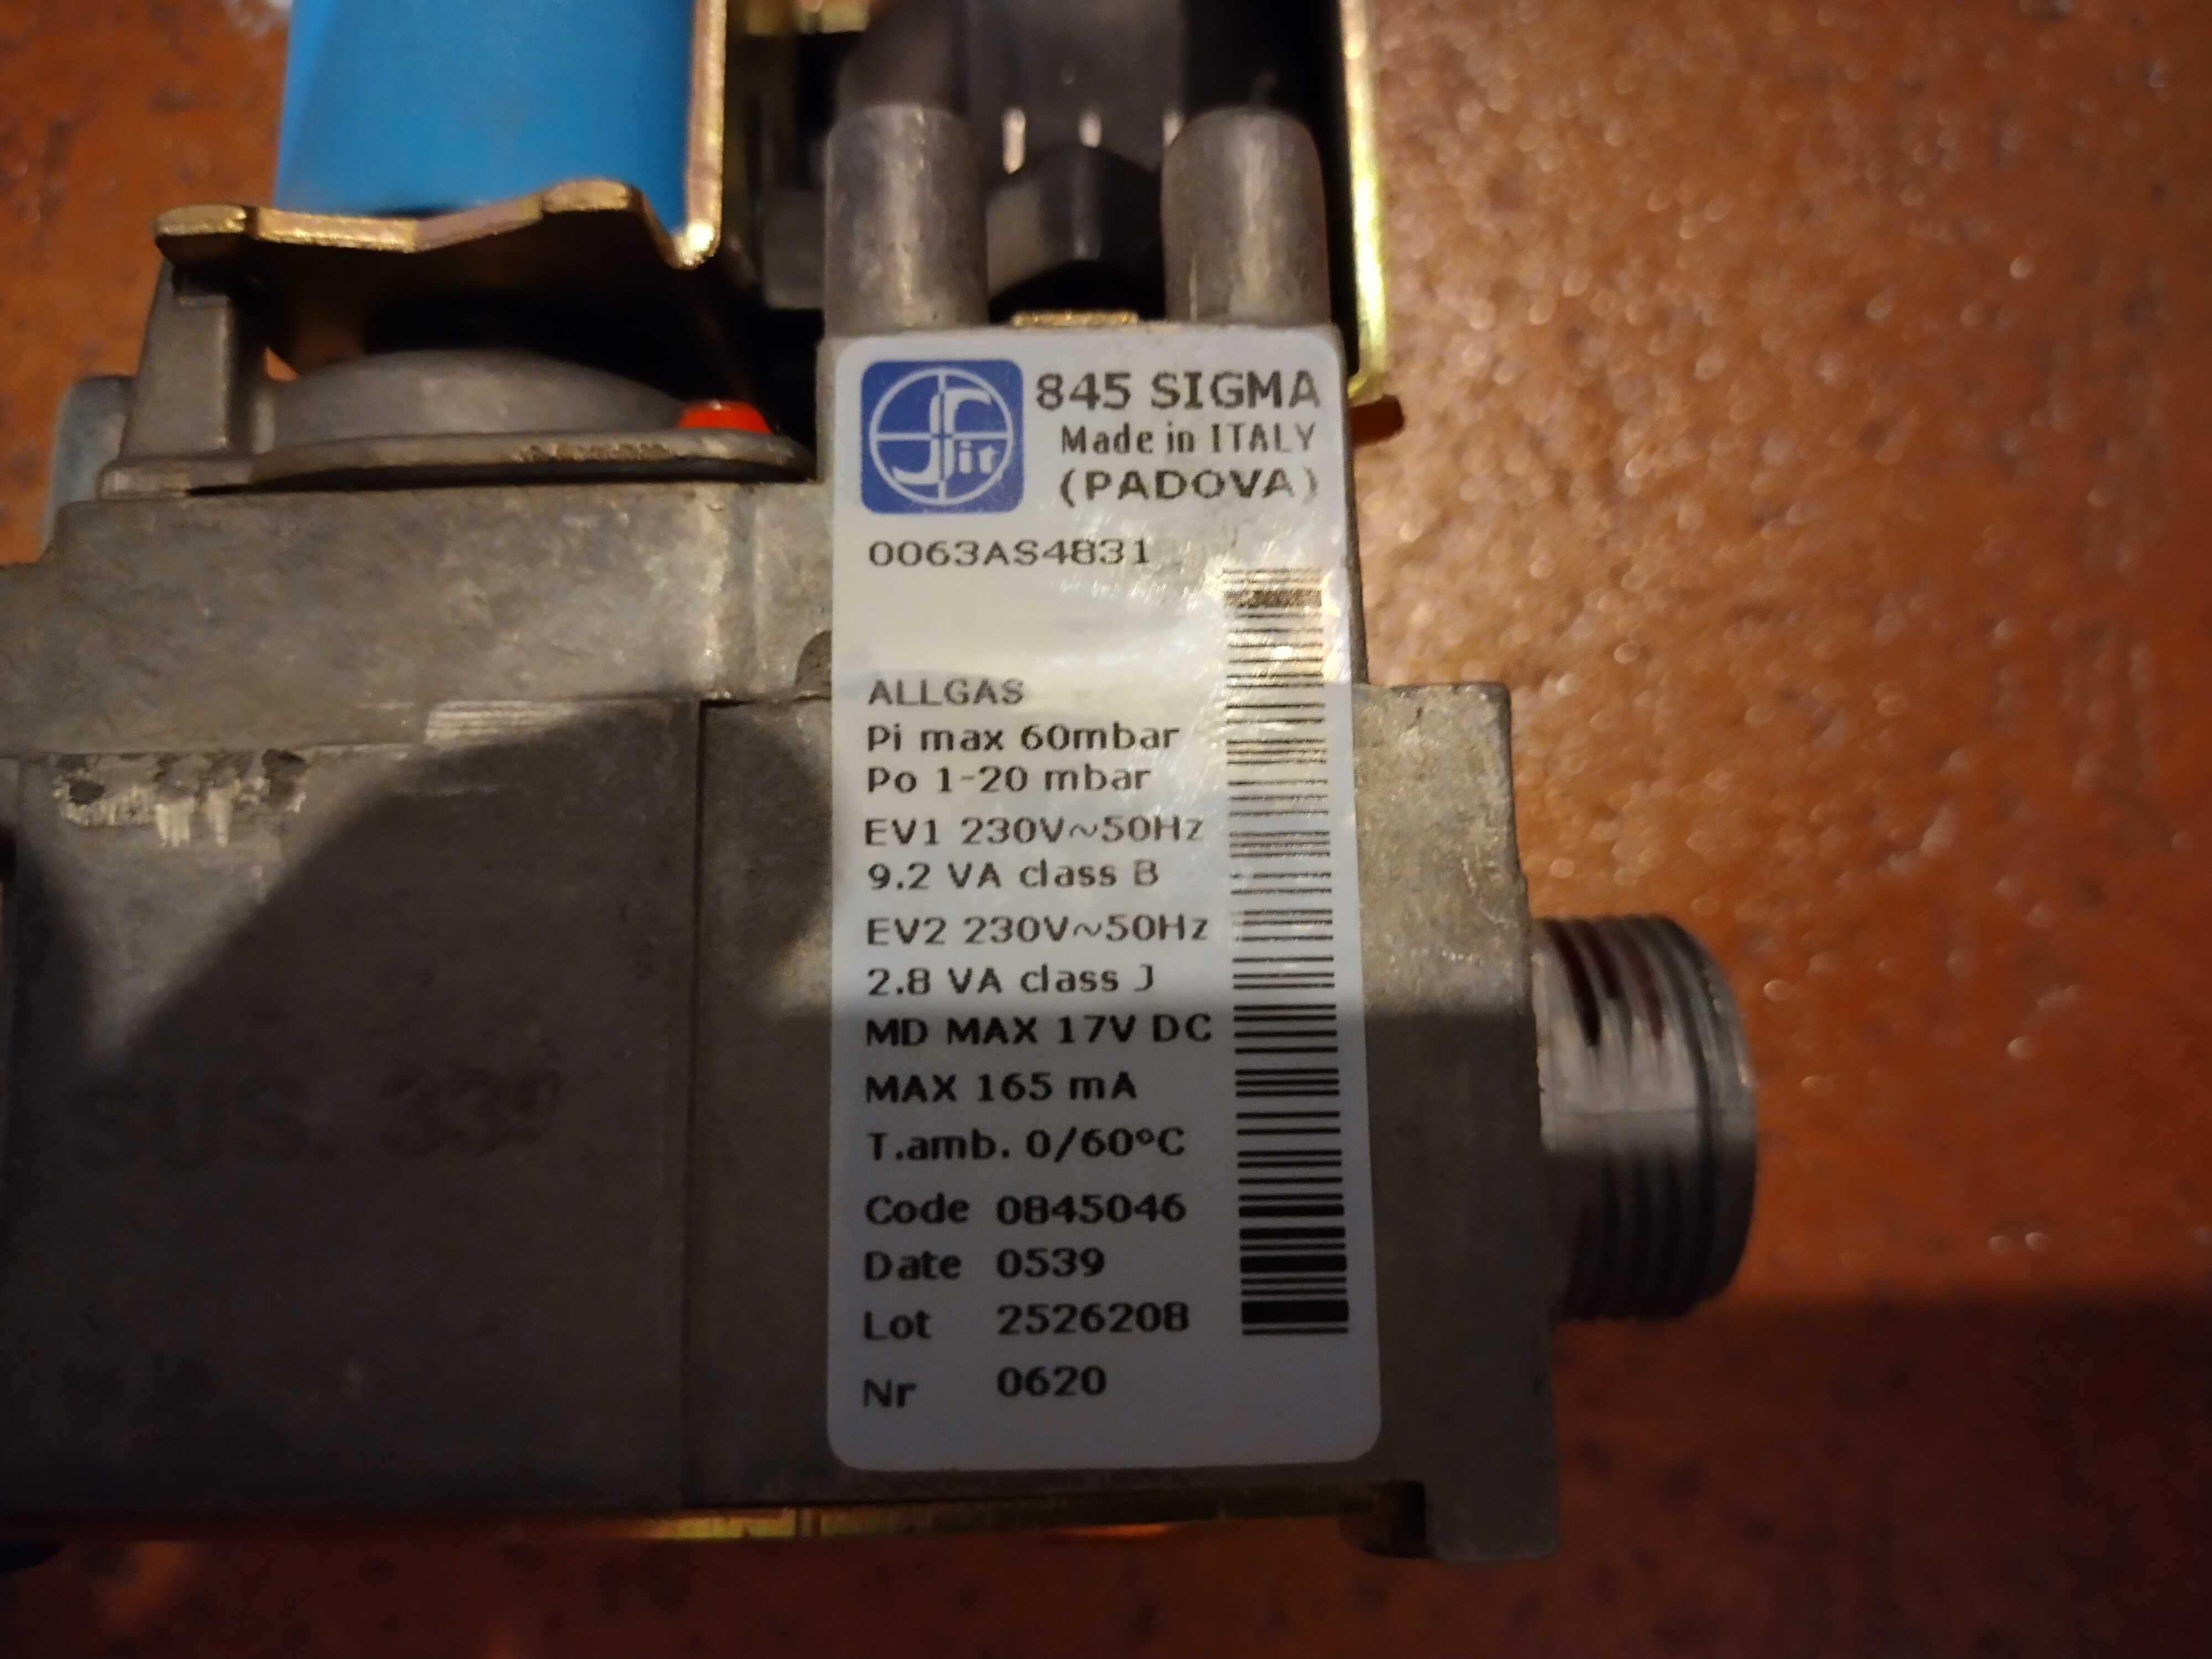 Sit
845 SIGMA
Made in ITALY
(PADOVA)
0063AS4831
ALLGAS
Pi max 60mbar
Po 1-20 mbar
EV1 230V~50Hz
9.2 VA class B
EV2 230V~50Hz
2.8 VA class J
MD MAX 17V DC
MAX 165 mA
T.amb. 0/60°C
Code 0845046
Date 0539
Lot 2526208
Nr 0620
SUS.